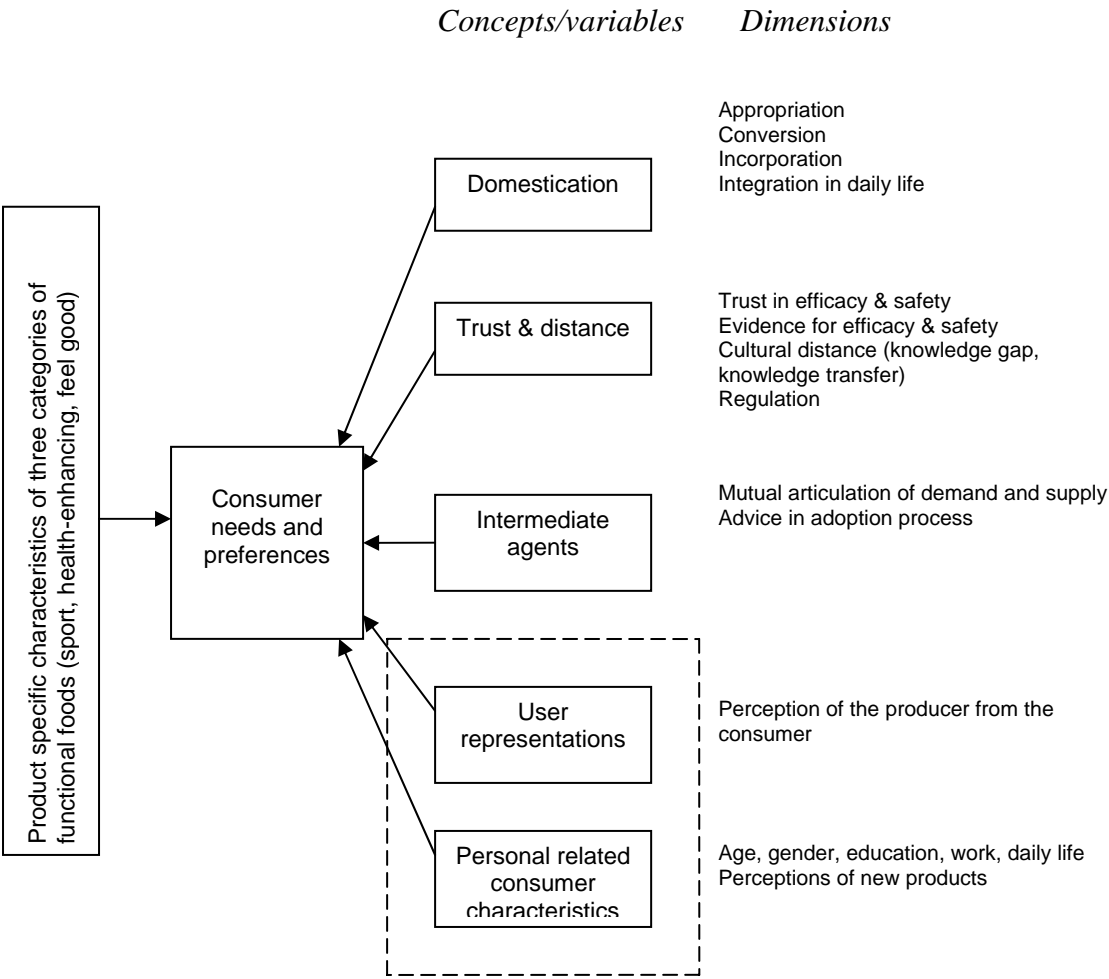 Concepts/variables Dimensions
Appropriation
Conversion
Incorporation
Integration in daily life
Domestication
Trust in efficacy & safety
Evidence for efficacy & safety
Cultural distance (knowledge gap,
knowledge transfer)
Regulation
Trust & distance
Product specific characteristics of three categories of
functional foods (sport, health-enhancing, feel good)
Consumer
needs and
preferences
Intermediate
agents
Mutual articulation of demand and supply
Advice in adoption process
User
representations
Perception of the producer from the
consumer
Personal related
consumer
characteristics
Age, gender, education, work, daily life
Perceptions of new products